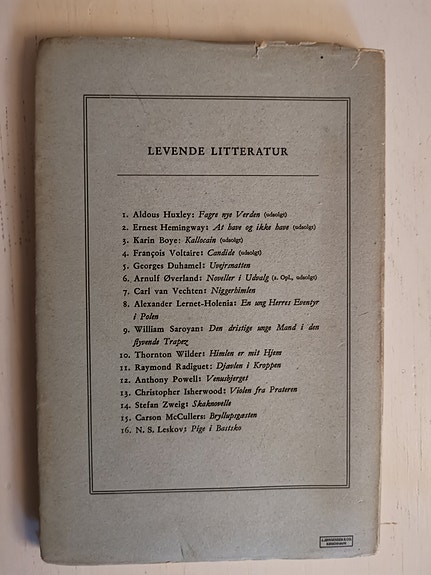 LEVENDE LITTERATUR
1. Aldous Huxley: Fagre nye Verden (udsolgt)
2. Ernest Hemingway: At have og ikke have (udsolgt)
3. Karin Boye: Kallocain (udsolgt)
4. François Voltaire: Candide (udsolgt)
5. Georges Duhamel: Uvejrsnatten
6. Arnulf Øverland: Noveller i Udvalg (2. Opl., udsolgt)
7. Carl van Vechten: Niggerhimlen
8. Alexander Lernet-Holenia: En ung Herres Eventyr
i Polen
9. William Saroyan: Den dristige unge Mand i den
flyvende Trapez
10. Thornton Wilder: Himlen er mit Hjem
11. Raymond Radiguet: Djævlen i Kroppen
12. Anthony Powell: Venusbjerget
13. Christopher Isherwood: Violen fra Prateren
14. Stefan Zweig: Skaknovelle
15. Carson McCullers: Bryllupsgæsten
16. N. S. Leskov: Pige i Bastsko